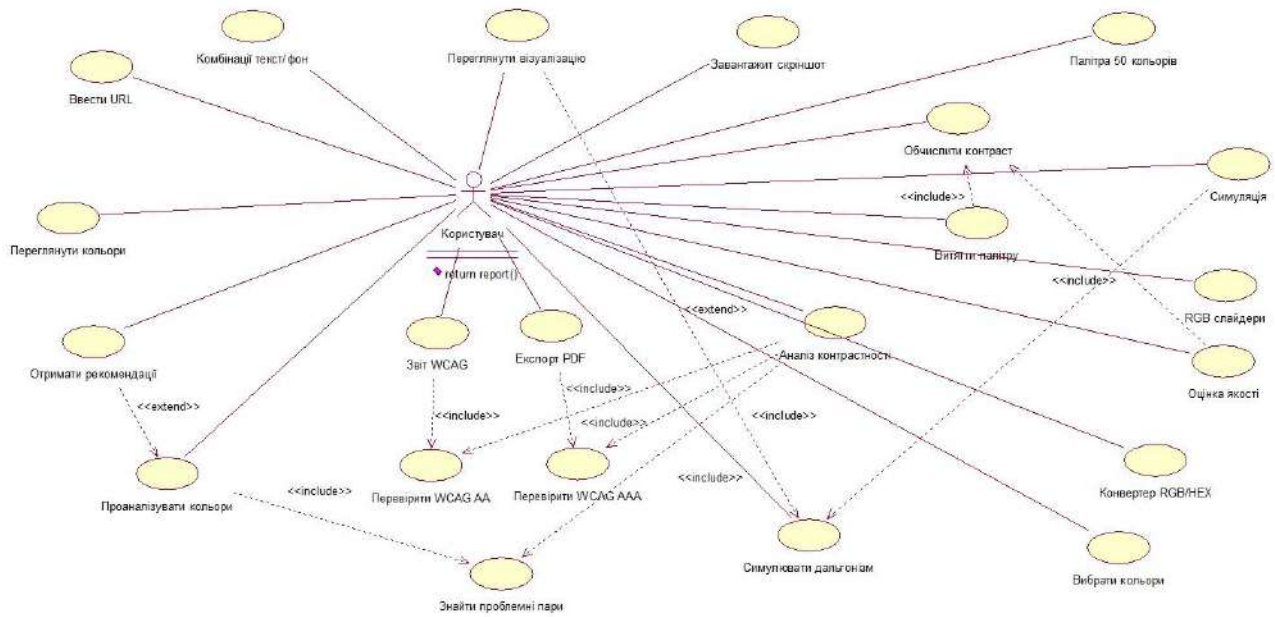 Комбінації текст/фон
Переглянути візуалізацію
Завантажит скріншот
Палітра 50 кольорів
Ввести URL
Обчислити контраст
<<include>>
Симуляція
Користувач
Переглянути кольори
Витягти палітру
return report()
<<include>>
<<extend>>
RGB слайдери
Звіт WCAG
Експорт PDF
Аналіз контрастності
Отримати рекомендації
<<include>>
Оцінка якості
<<extend>>
<<include>>
<<include>>
<<include>>
<<include>>
<<include>>
Проаналізувати кольори
Перевірити WCAG AA
Перевірити WCAG AAA
Конвертер RGB/HEX
Симулювати дальтонізм
Вибрати кольори
Знайти проблемні пари